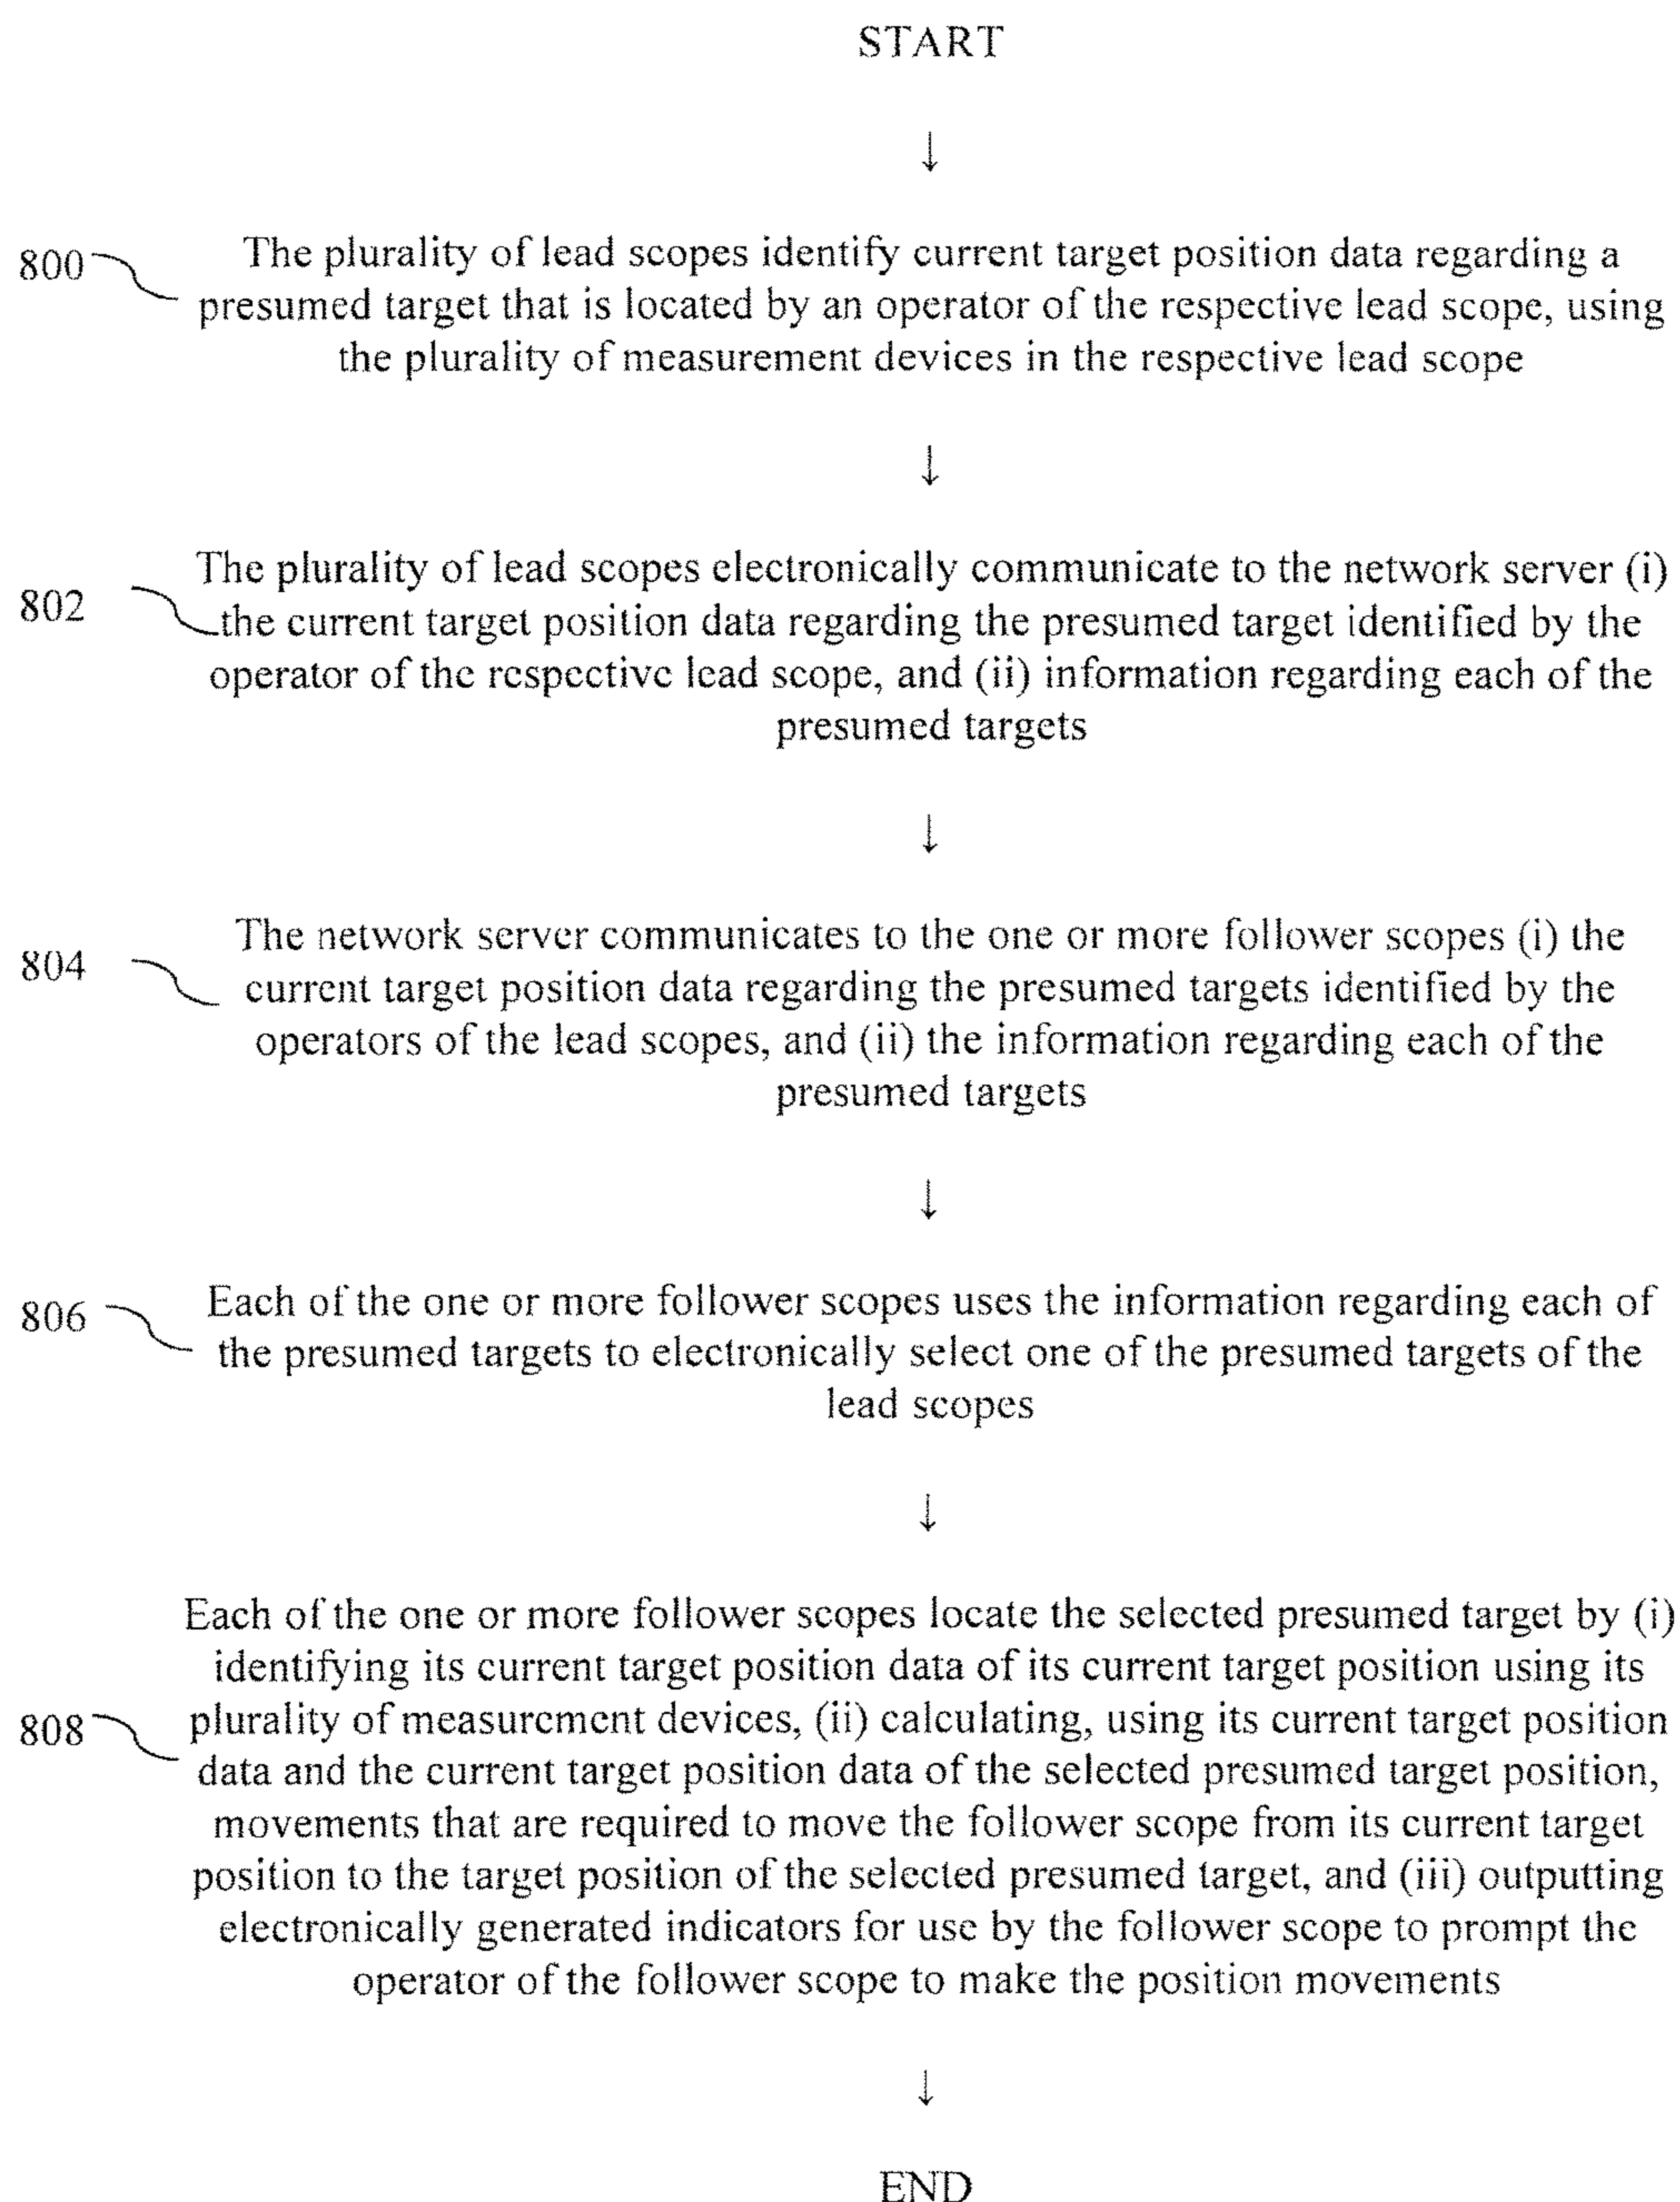 START
↓
800
The plurality of lead scopes identify current target position data regarding a
presumed target that is located by an operator of the respective lead scope, using
the plurality of measurement devices in the respective lead scope
↓
The plurality of lead scopes electronically communicate to the network server (i)
802
the current target position data regarding the presumed target identified by the
operator of the respective lead scope, and (ii) information regarding each of the
presumed targets
↓
The network server communicates to the one or more follower scopes (i) the
804
current target position data regarding the presumed targets identified by the
operators of the lead scopes, and (ii) the information regarding each of the
presumed targets
↓
806
Each of the one or more follower scopes uses the information regarding each of
the presumed targets to electronically select one of the presumed targets of the
lead scopes
↓
Each of the one or more follower scopes locate the selected presumed target by (i)
identifying its current target position data of its current target position using its
808
plurality of measurement devices, (ii) calculating, using its current target position
data and the current target position data of the selected presumed target position,
movements that are required to move the follower scope from its current target
position to the target position of the selected presumed target, and (iii) outputting
electronically generated indicators for use by the follower scope to prompt the
operator of the follower scope to make the position movements
↓
END